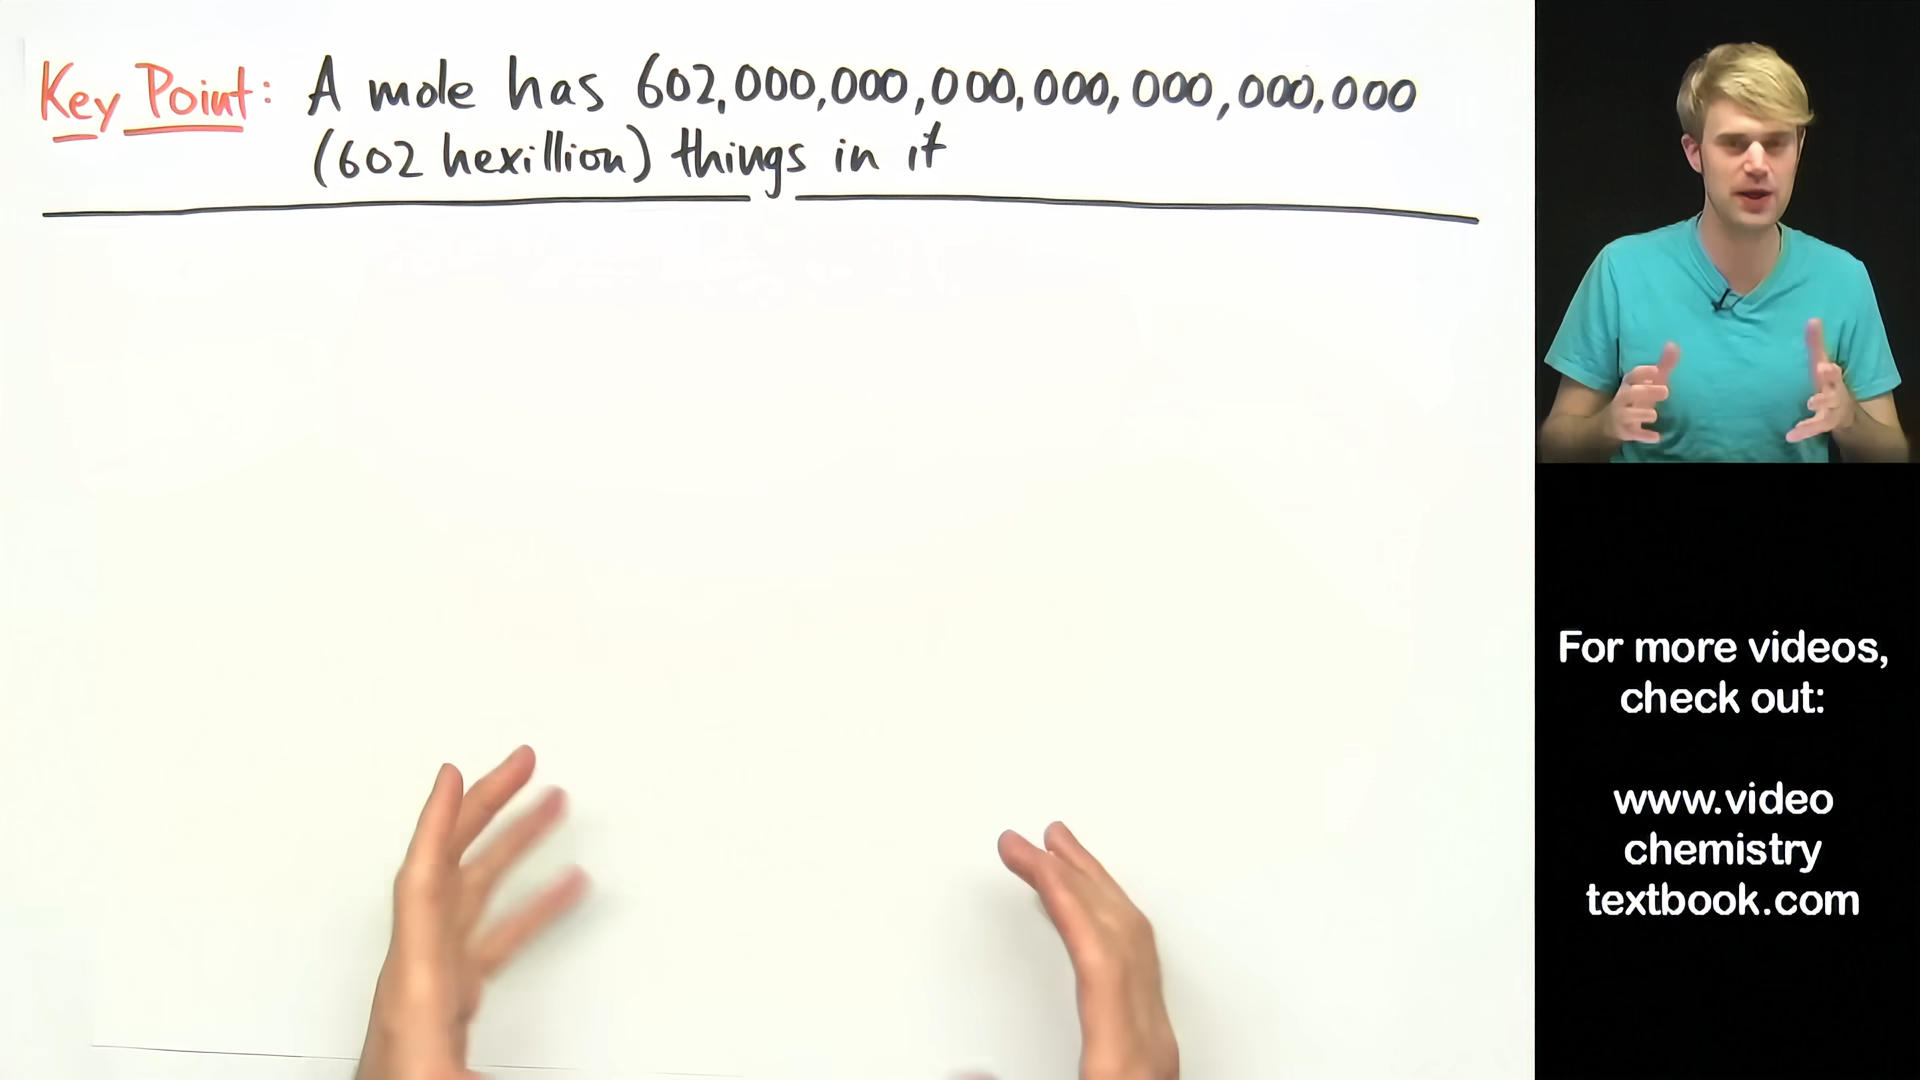 Key Point: A mole has 602,000,000,000,000,000,000,000
(602 hexillion) things in it
For more videos,
check out:
www.video
chemistry
textbook.com